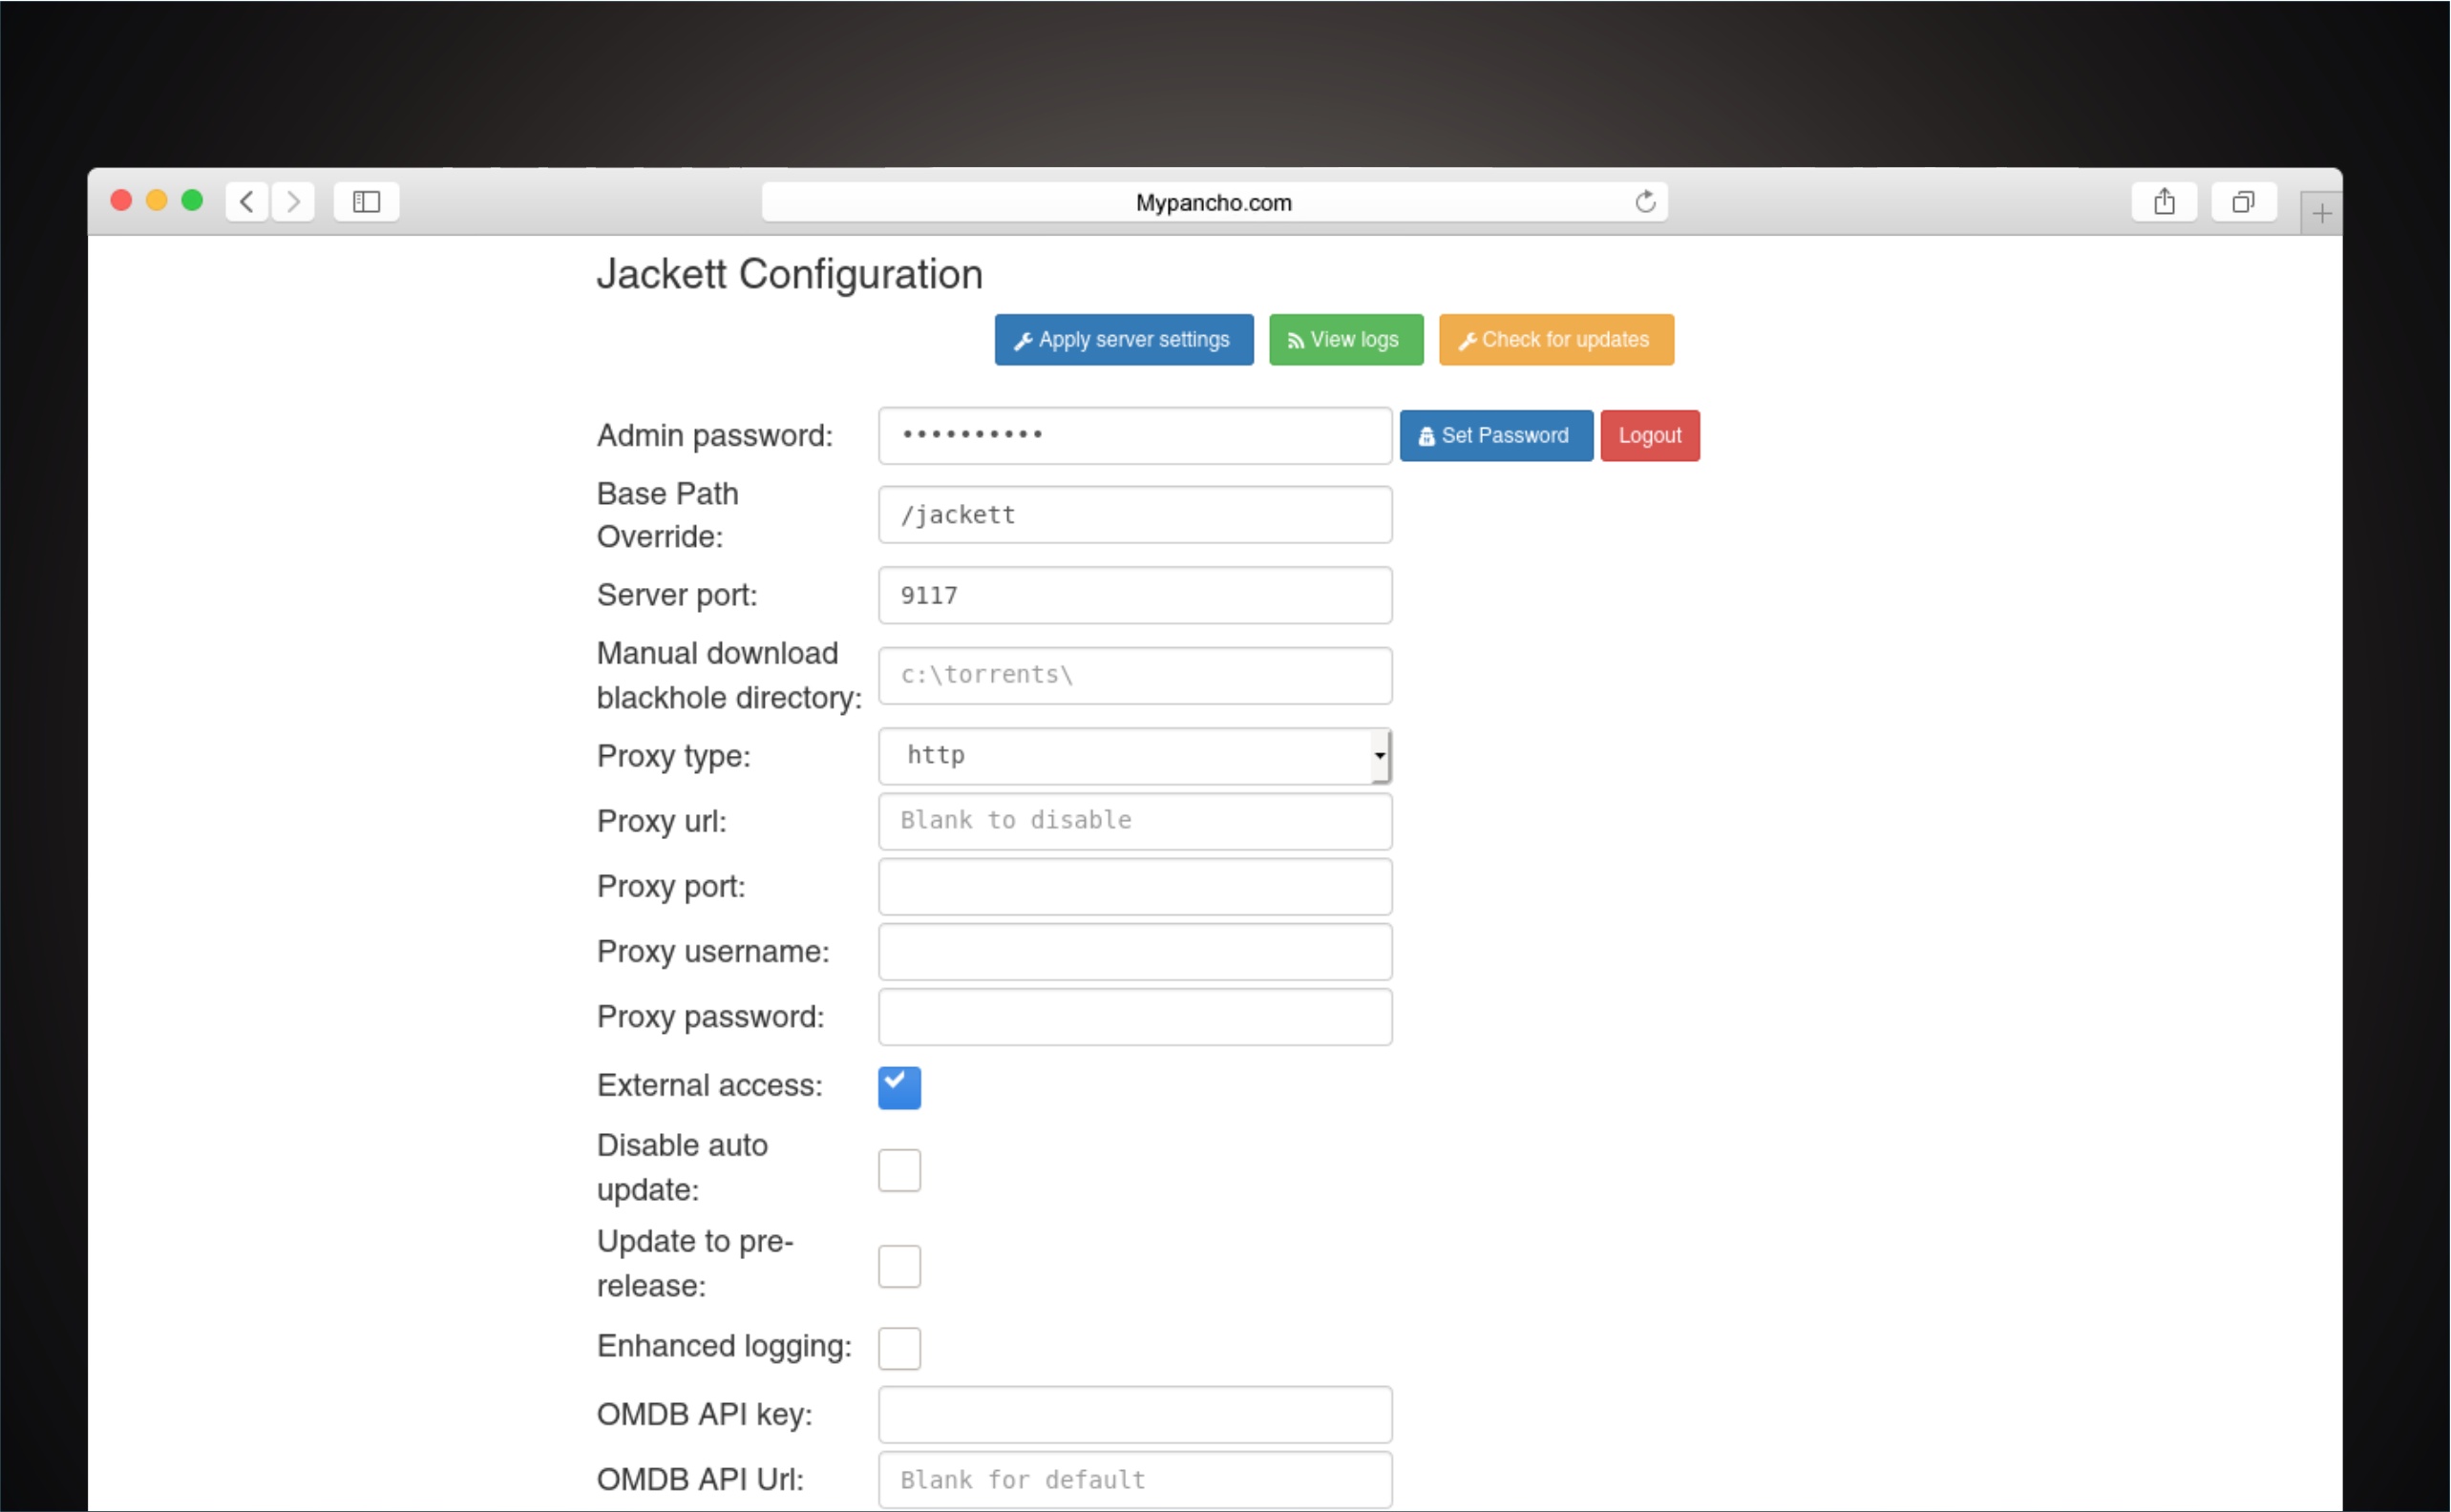 Mypancho.com
Jackett Configuration
Apply server settings View logs Check for updates
Admin password: •••••••••• Set Password Logout
Base Path
Override: /jackett
Server port: 9117
Manual download
blackhole directory: c:\torrents\
Proxy type: http
Proxy url: Blank to disable
Proxy port:
Proxy username:
Proxy password:
External access:
Disable auto
update:
Update to pre-
release:
Enhanced logging:
OMDB API key:
OMDB API Url: Blank for default